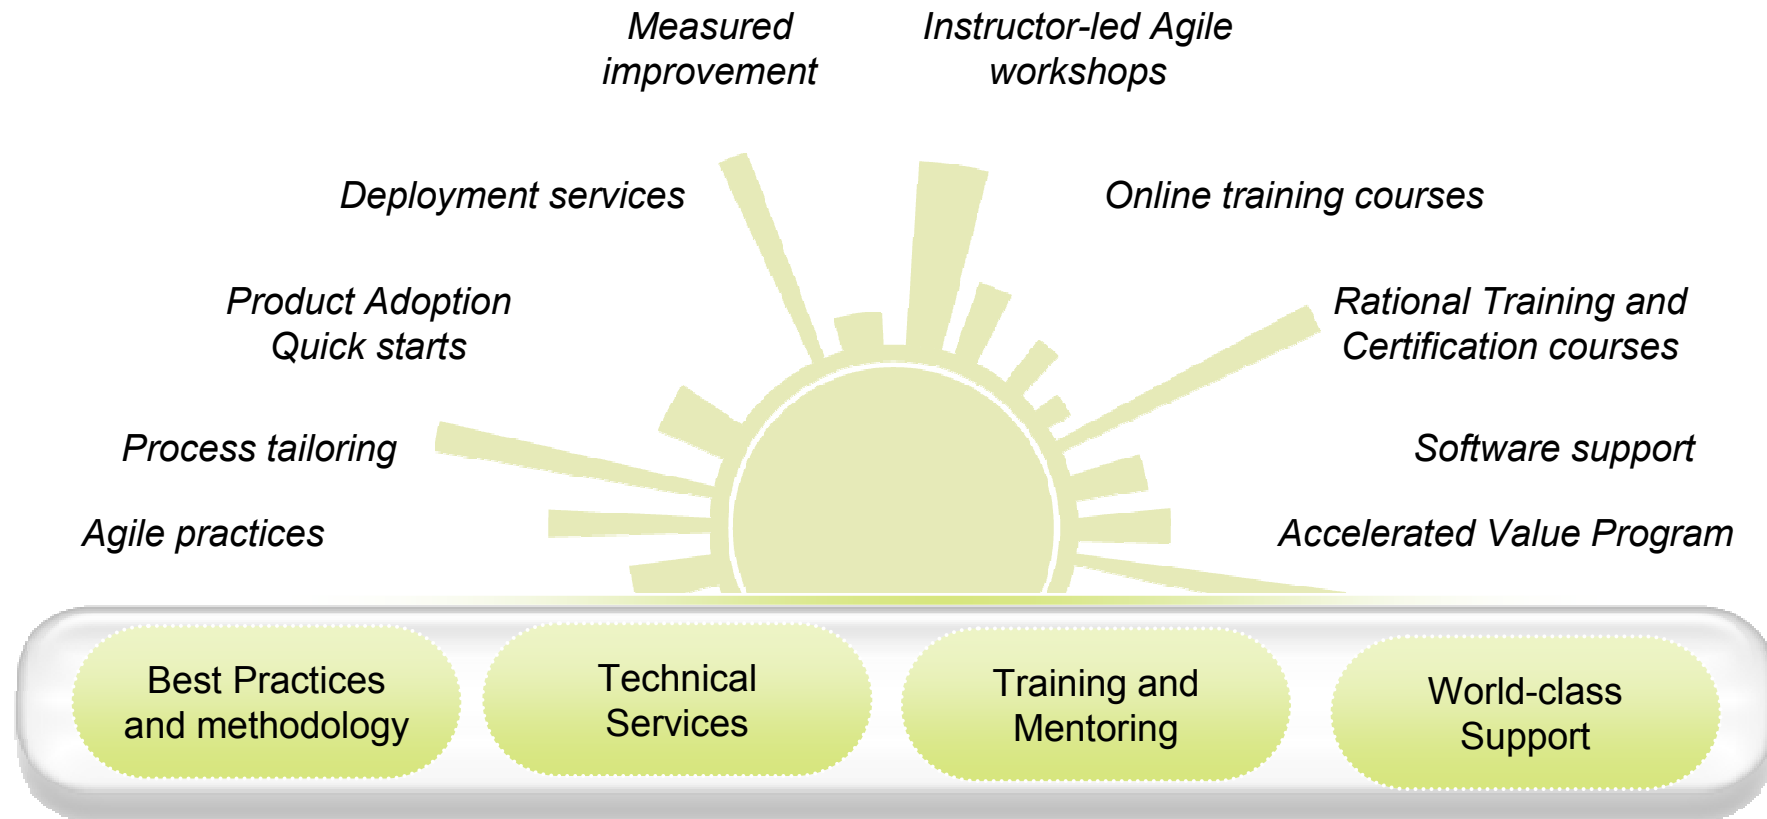 Measured
improvement
Instructor-led Agile
workshops
Deployment services
Online training courses
Product Adoption
Quick starts
Rational Training and
Certification courses
Process tailoring
Software support
Agile practices
Accelerated Value Program
Best Practices
and methodology
Technical
Services
Training and
Mentoring
World-class
Support